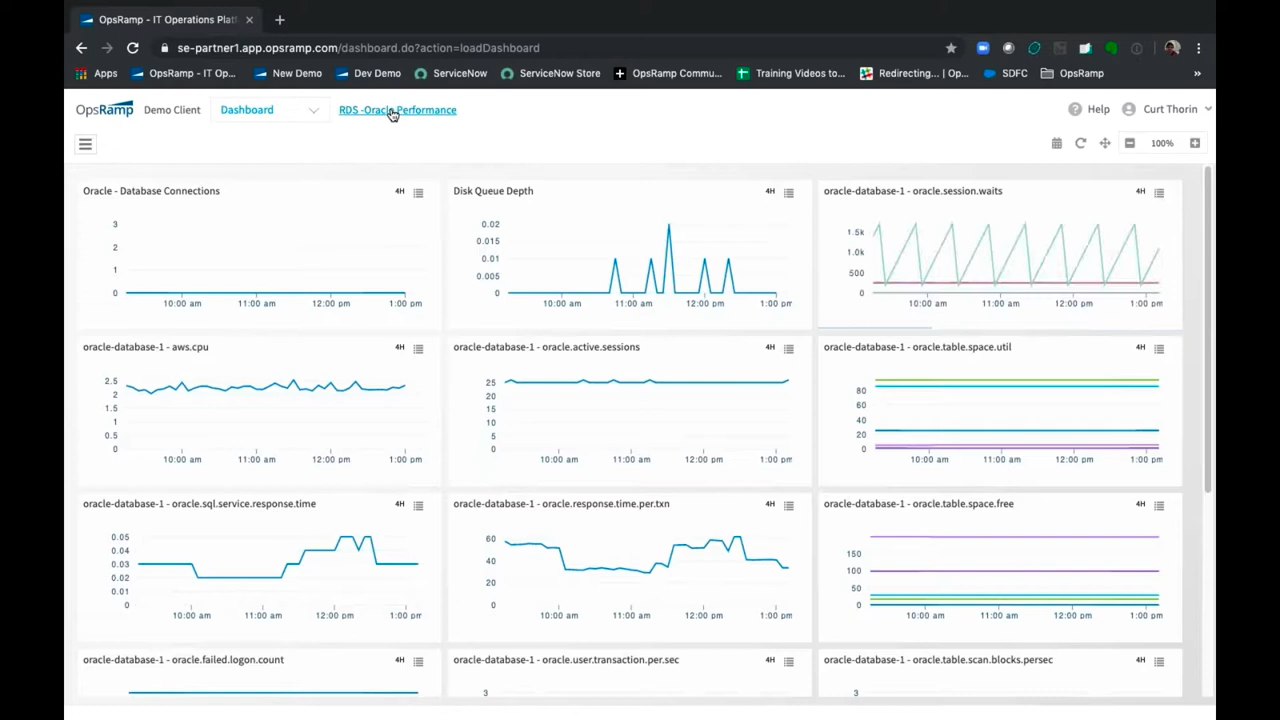 OpsRamp - IT Operations Platf
se-partner1.app.opsramp.com/dashboard.do?action=loadDashboard
Apps OpsRamp - IT Op... New Demo Dev Demo ServiceNow ServiceNow Store OpsRamp Commu... Training Videos to... Redirecting... | Op... SDFC OpsRamp »
OpsRamp Demo Client Dashboard RDS -Oracle Performance Help Curt Thorin
100%
Oracle - Database Connections 4H
3
2
1
0
10:00 am 11:00 am 12:00 pm 1:00 pm
Disk Queue Depth 4H
0.02
0.015
0.01
0.005
0
10:00 am 11:00 am 12:00 pm 1:00 pm
oracle-database-1 - oracle.session.waits 4H
1.5k
1.0k
500
0
10:00 am 11:00 am 12:00 pm 1:00 pm
oracle-database-1 - aws.cpu 4H
2.5
2
1.5
1
0.5
0
10:00 am 11:00 am 12:00 pm 1:00 pm
oracle-database-1 - oracle.active.sessions 4H
25
20
15
10
5
0
10:00 am 11:00 am 12:00 pm 1:00 pm
oracle-database-1 - oracle.table.space.util 4H
80
60
40
20
0
10:00 am 11:00 am 12:00 pm 1:00 pm
oracle-database-1 - oracle.sql.service.response.time 4H
0.05
0.04
0.03
0.02
0.01
0
10:00 am 11:00 am 12:00 pm 1:00 pm
oracle-database-1 - oracle.response.time.per.txn 4H
60
40
20
0
10:00 am 11:00 am 12:00 pm 1:00 pm
oracle-database-1 - oracle.table.space.free 4H
150
100
50
0
10:00 am 11:00 am 12:00 pm 1:00 pm
oracle-database-1 - oracle.failed.logon.count 4H
oracle-database-1 - oracle.user.transaction.per.sec 4H
3
oracle-database-1 - oracle.table.scan.blocks.persec 4H
3